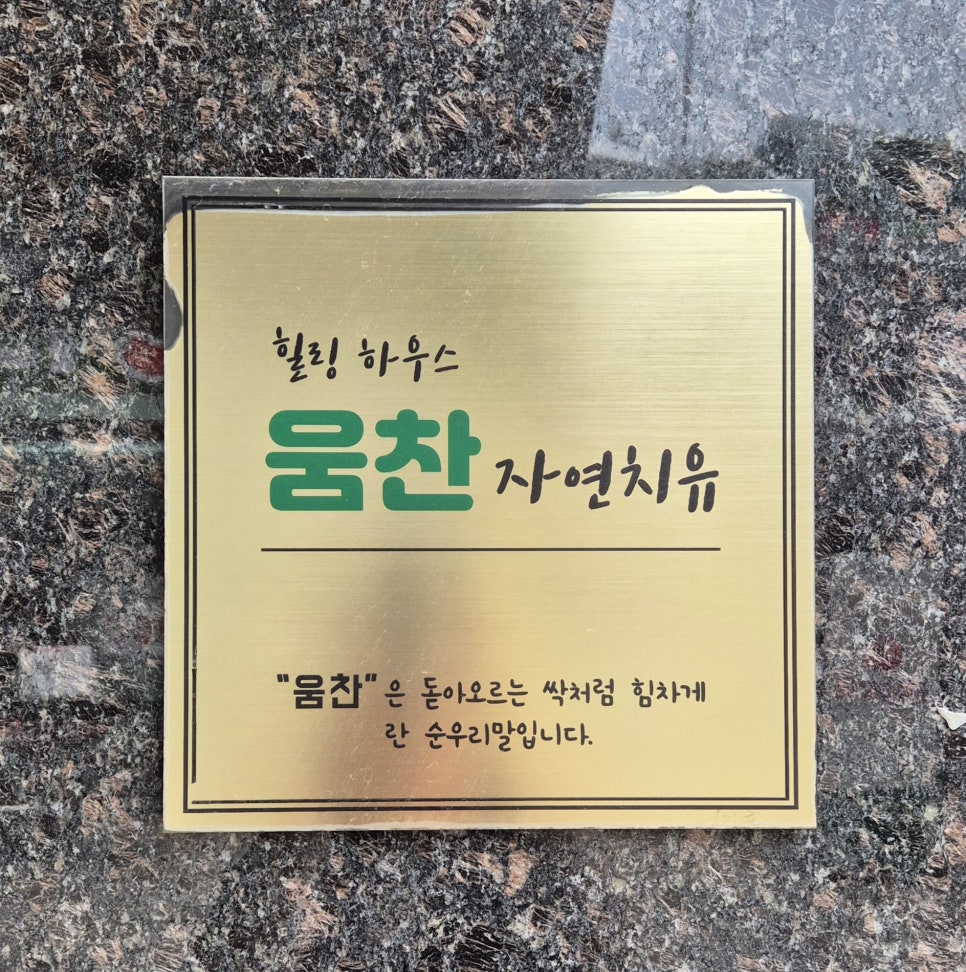 힐링 하우스
움찬 자연치유
"움찬"은 돋아오르는 싹처럼 힘차게
란 순우리말입니다.